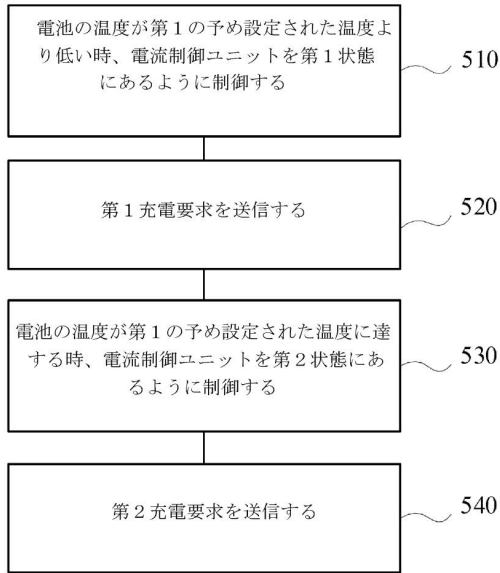 電池の温度が第１の予め設定された温度よ
り低い時、電流制御ユニットを第１状態
にあるように制御する
510
第１充電要求を送信する
520
電池の温度が第１の予め設定された温度に達
する時、電流制御ユニットを第２状態にあ
るように制御する
530
第２充電要求を送信する
540